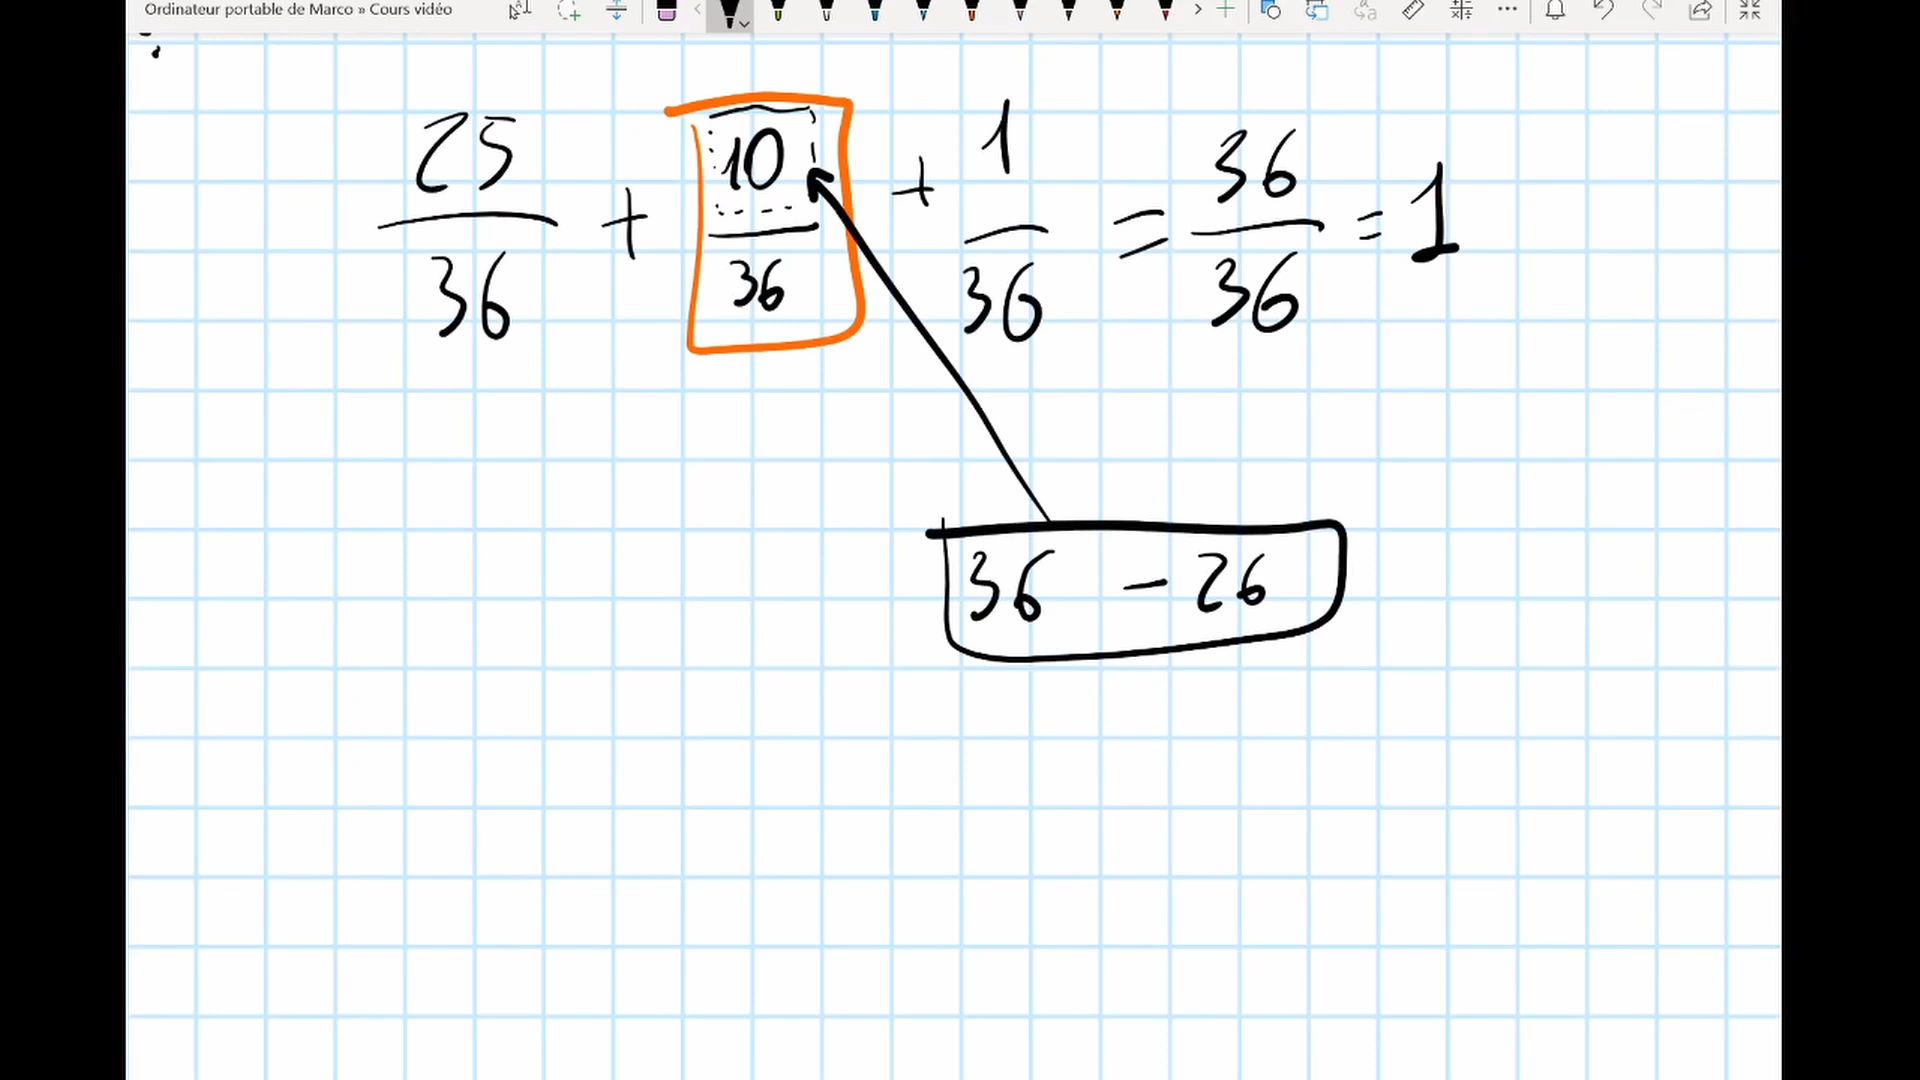 Ordinateur portable de Marco » Cours vidéo
25/36 + 10/36 + 1/36 = 36/36 = 1
36 - 26